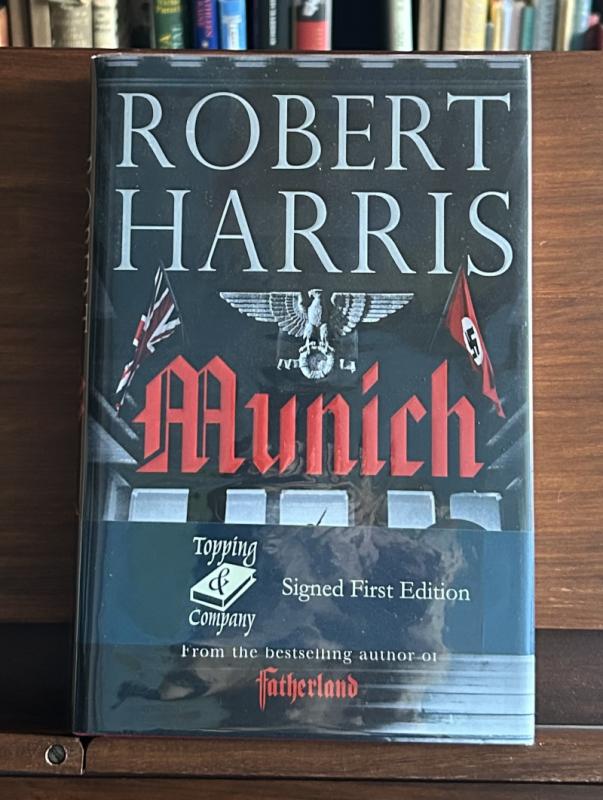 ROBERT
HARRIS
Munich
Topping
&
Company
Signed First Edition
From the bestselling author of
Fatherland